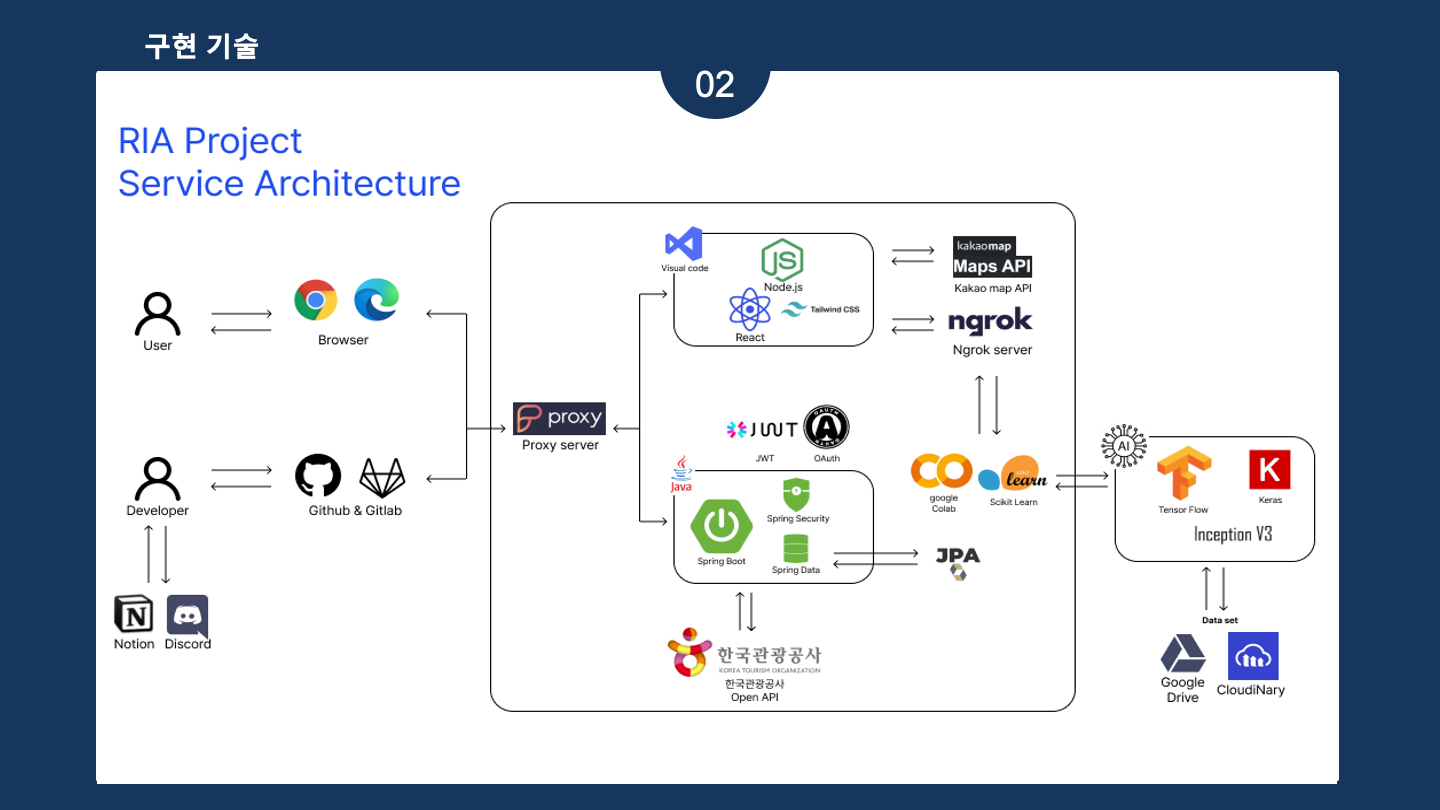 구현 기술
02
RIA Project
Service Architecture
User
Browser
Developer
Github & Gitlab
Notion
Discord
proxy
Proxy server
Visual code
JS
Node.js
React
Tailwind CSS
kakaomap
Maps API
Kakao map API
ngrok
Ngrok server
JWT
JWT
OAUTH
A
OAuth
Java
Spring Boot
Spring Security
Spring Data
한국관광공사
KOREA TOURISM ORGANIZATION
한국관광공사
Open API
CO
google
Colab
scikit
learn
Scikit Learn
JPA
AI
Tensor Flow
K
Keras
Inception V3
Data set
Google
Drive
CloudiNary